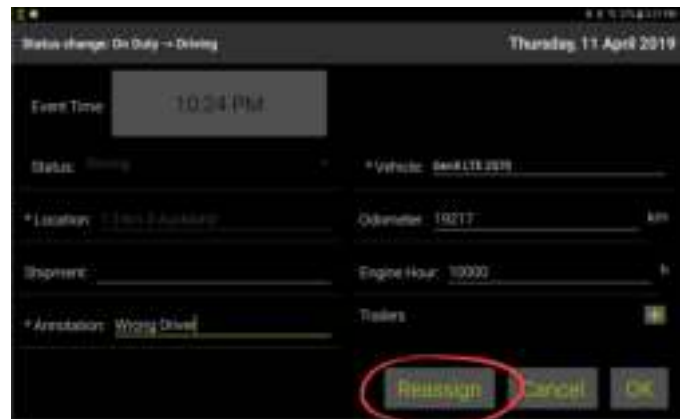 Status change: On Duty → Driving
Thursday, 11 April 2019
Event Time
10:24 PM
Status:
* Vehicle:
* Location:
Odometer: 19217 km
Shipment:
Engine Hour: 10000 h
* Annotation: Wrong Driver
Trailers
+
Reassign
Cancel
OK